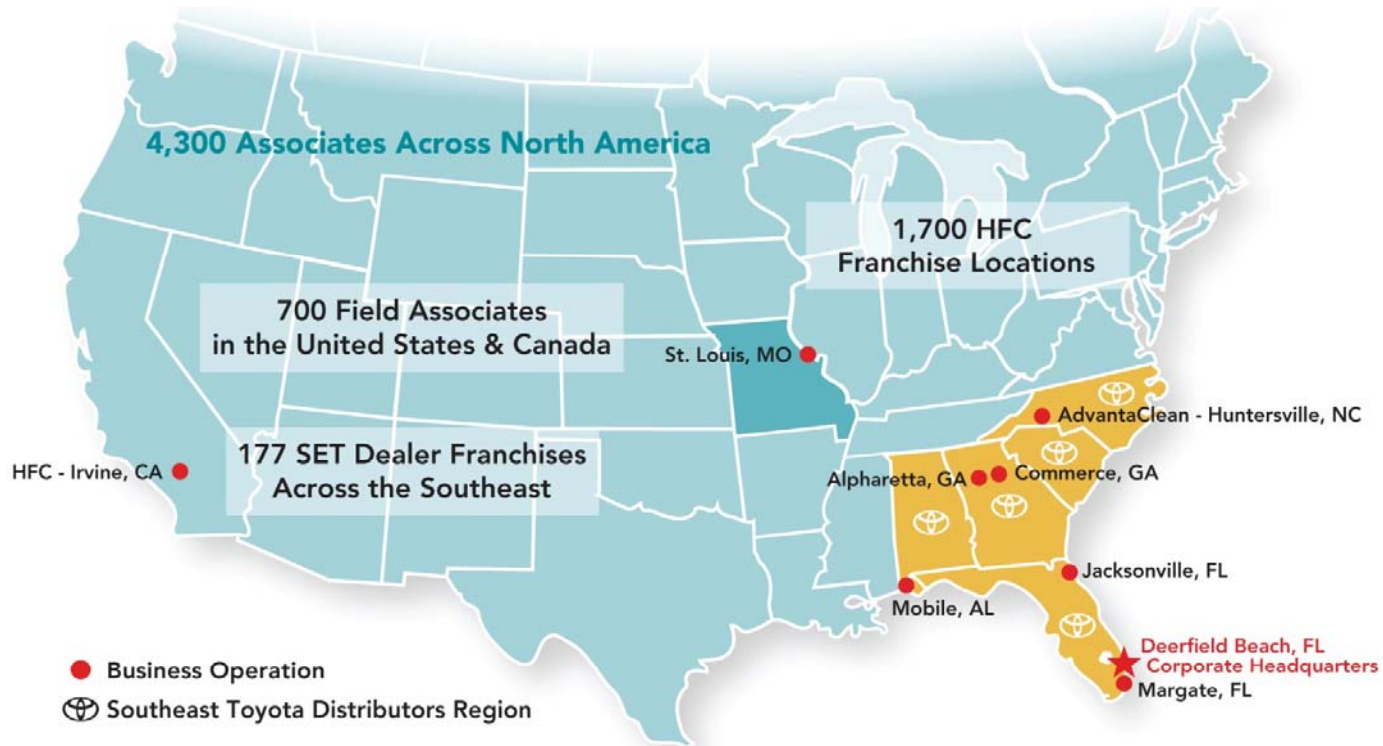 4,300 Associates Across North America
1,700 HFC
Franchise Locations
700 Field Associates
in the United States & Canada
St. Louis, MO
AdvantaClean - Huntersville, NC
177 SET Dealer Franchises
Across the Southeast
HFC - Irvine, CA
Alpharetta, GA
Commerce, GA
Jacksonville, FL
Mobile, AL
Deerfield Beach, FL
Corporate Headquarters
Margate, FL
Business Operation
Southeast Toyota Distributors Region